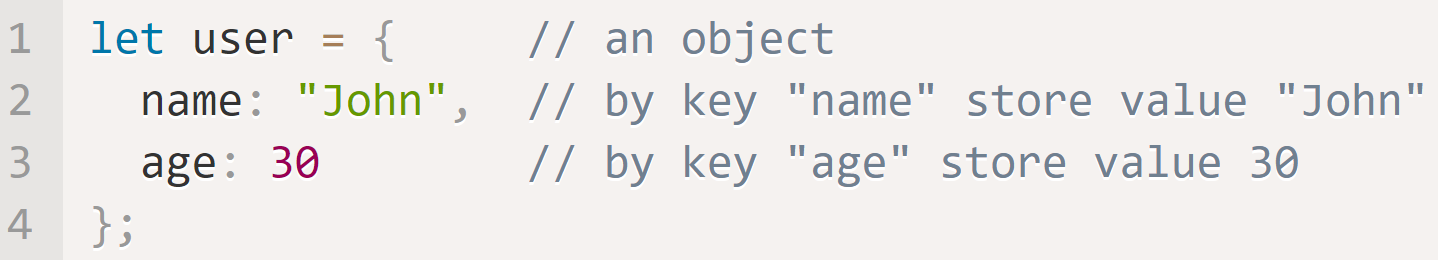 1 let user = {     // an object
2   name: "John",  // by key "name" store value "John"
3   age: 30        // by key "age" store value 30
4 };